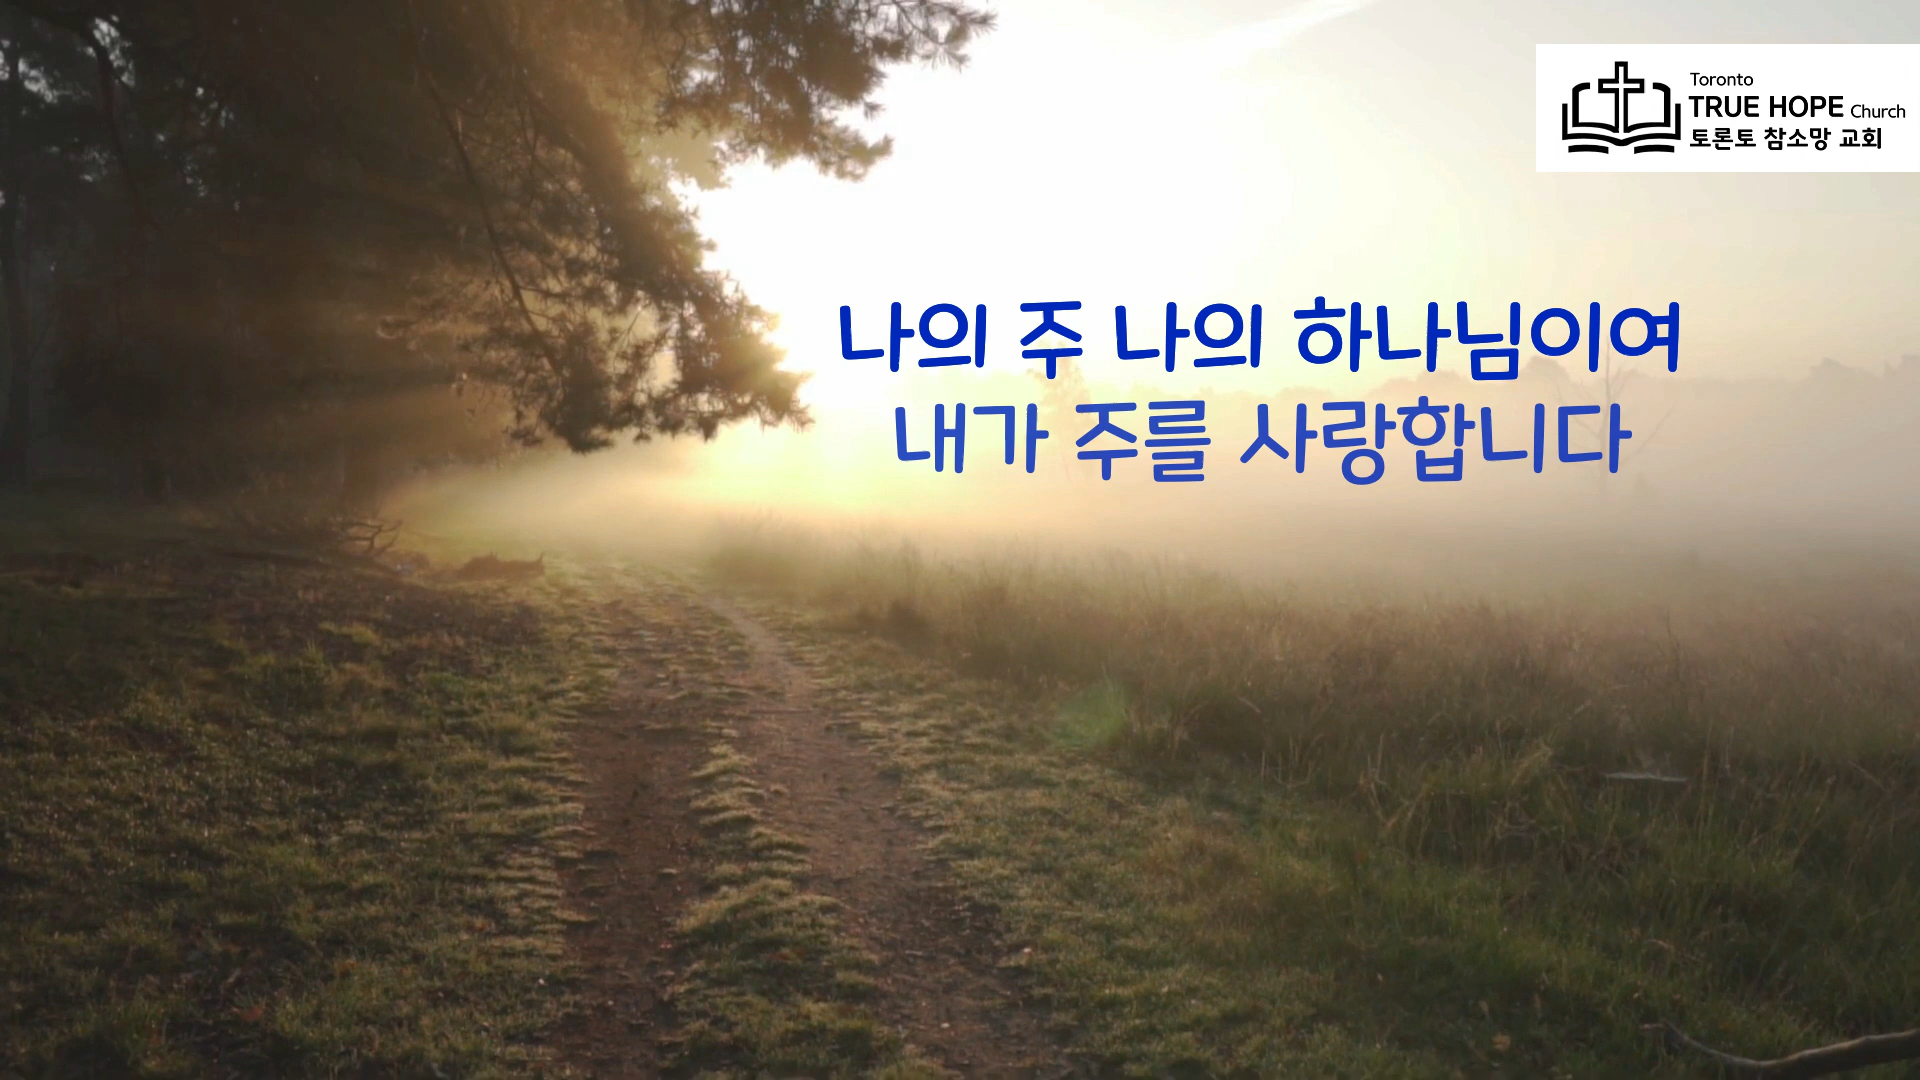 Toronto
TRUE HOPE Church
토론토 참소망 교회
나의 주 나의 하나님이여
내가 주를 사랑합니다